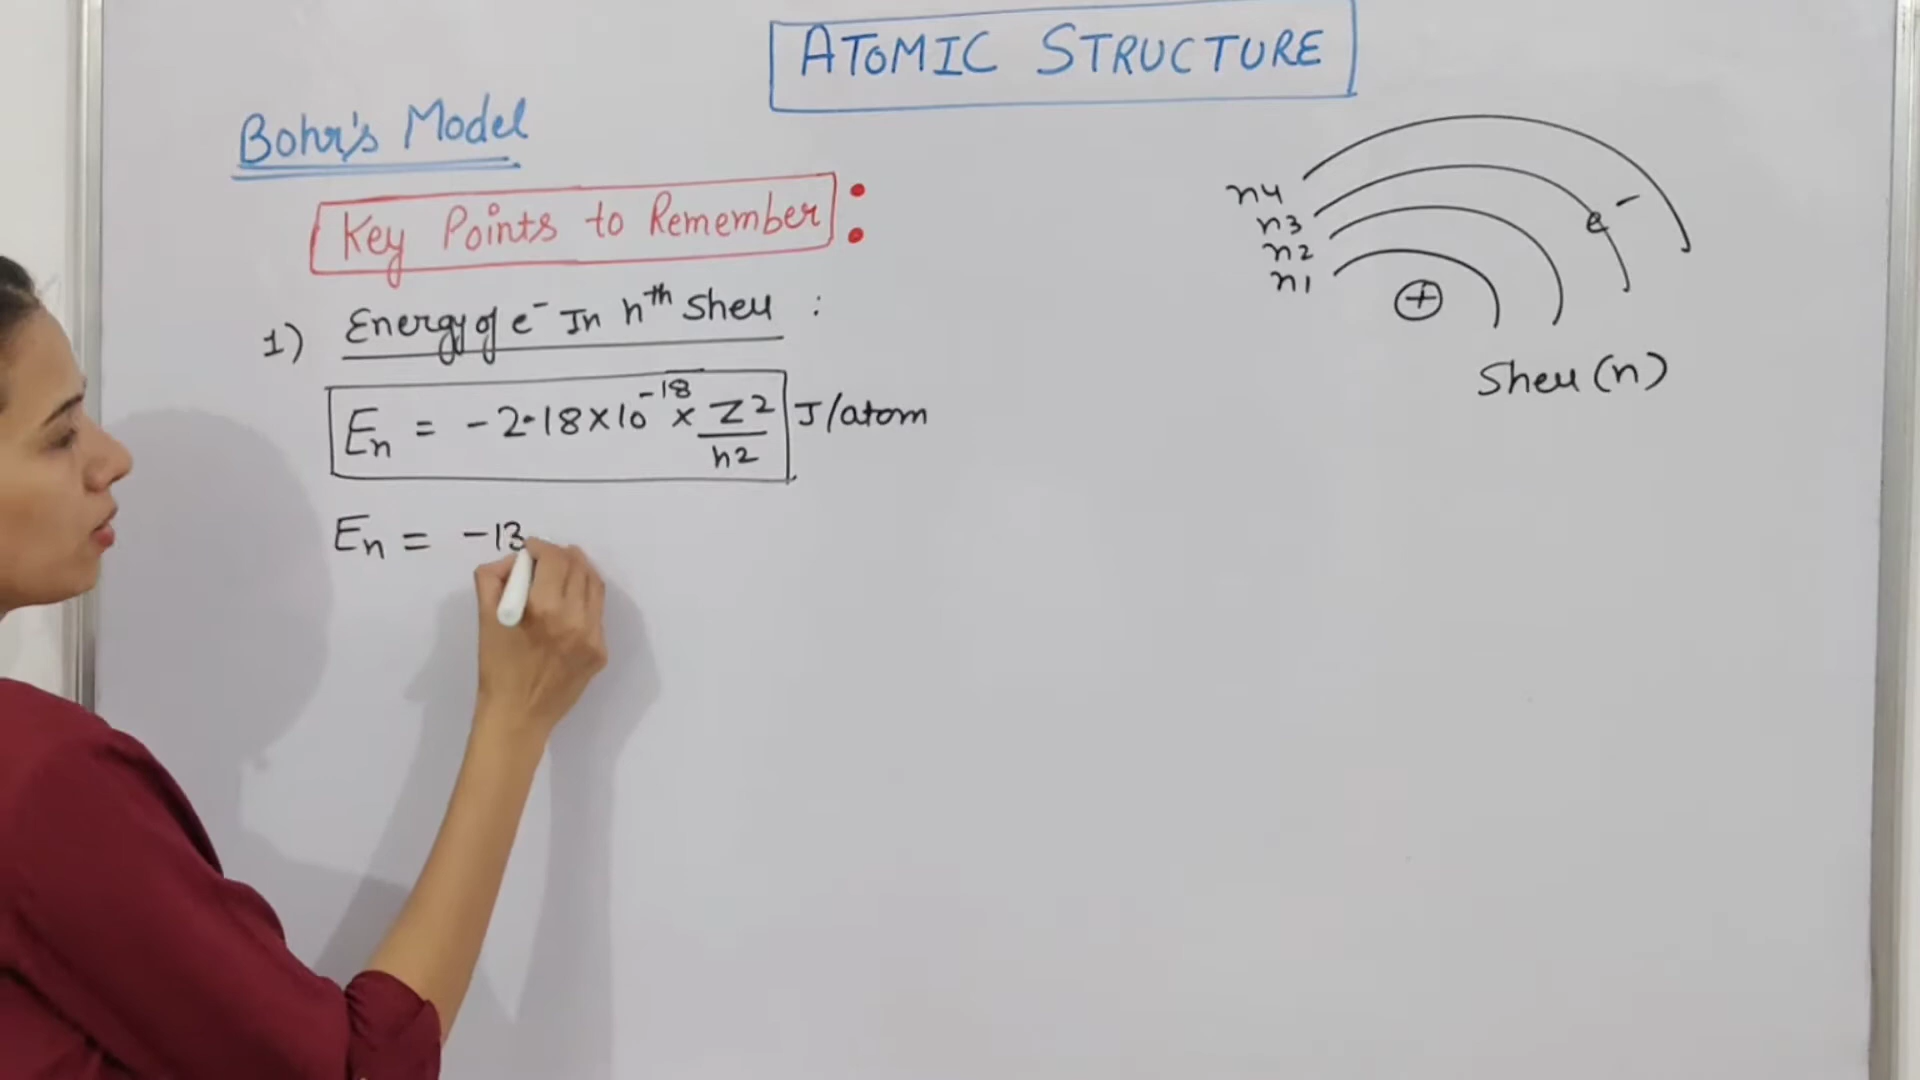 ATOMIC STRUCTURE
Bohr's Model
Key Points to Remember :
1) Energy of e⁻ In nᵗʰ Shell :
En = -2.18×10⁻¹⁸ × Z²/n² J/atom
En = -13
n4
n3
n2
n1
e⁻
+
Shell (n)